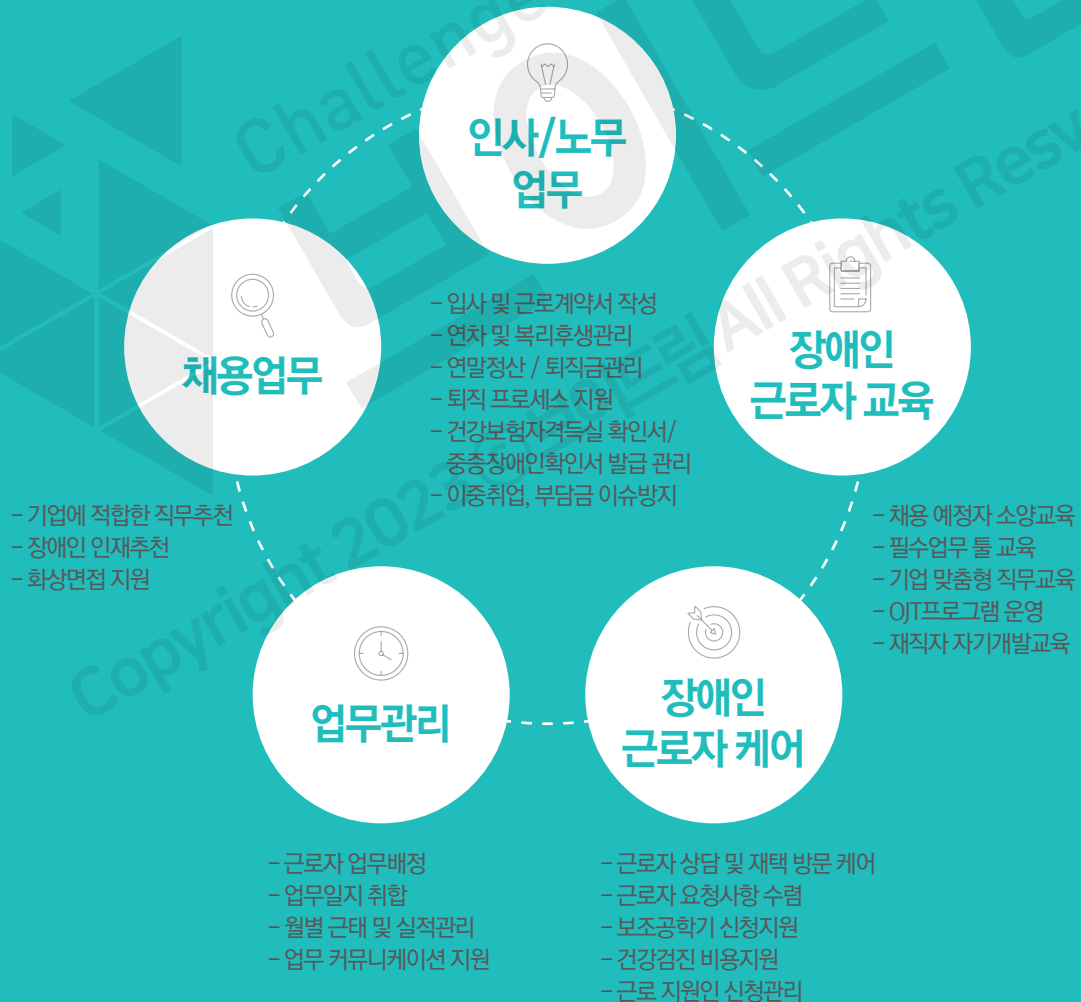 인사/노무
업무
- 입사 및 근로계약서 작성
- 연차 및 복리후생관리
- 연말정산 / 퇴직금관리
- 퇴직 프로세스 지원
- 건강보험자격득실 확인서/
중증장애인확인서 발급 관리
- 이중취업, 부담금 이슈방지
채용업무
- 기업에 적합한 직무추천
- 장애인 인재추천
- 화상면접 지원
장애인
근로자 교육
- 채용 예정자 소양교육
- 필수업무 툴 교육
- 기업 맞춤형 직무교육
- OJT프로그램 운영
- 재직자 자기개발교육
업무관리
- 근로자 업무배정
- 업무일지 취합
- 월별 근태 및 실적관리
- 업무 커뮤니케이션 지원
장애인
근로자 케어
- 근로자 상담 및 재택 방문 케어
- 근로자 요청사항 수렴
- 보조공학기 신청지원
- 건강검진 비용지원
- 근로 지원인 신청관리
Challenge
Copyright 2023 ⓒ 브이드림 All Rights Resv